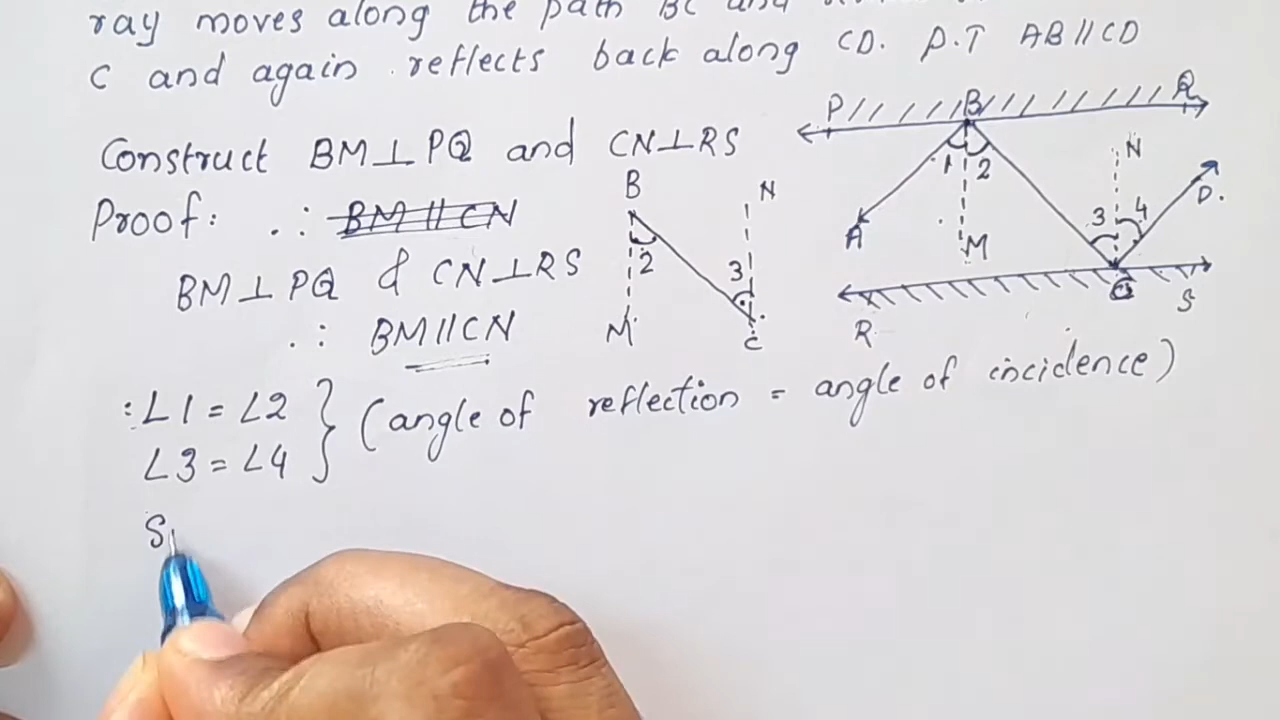 ray moves along the path BC and
C and again reflects back along CD. P.T AB∥CD
Construct BM⊥PQ and CN⊥RS
Proof: ∴ BM∥CN
BM⊥PQ & CN⊥RS
∴ BM∥CN
∴ ∠1=∠2
∠3=∠4 } (angle of reflection = angle of incidence)
S
B
N
2
3
M
C
P
B
Q
1
2
N
A
M
3
4
D.
R
C
S